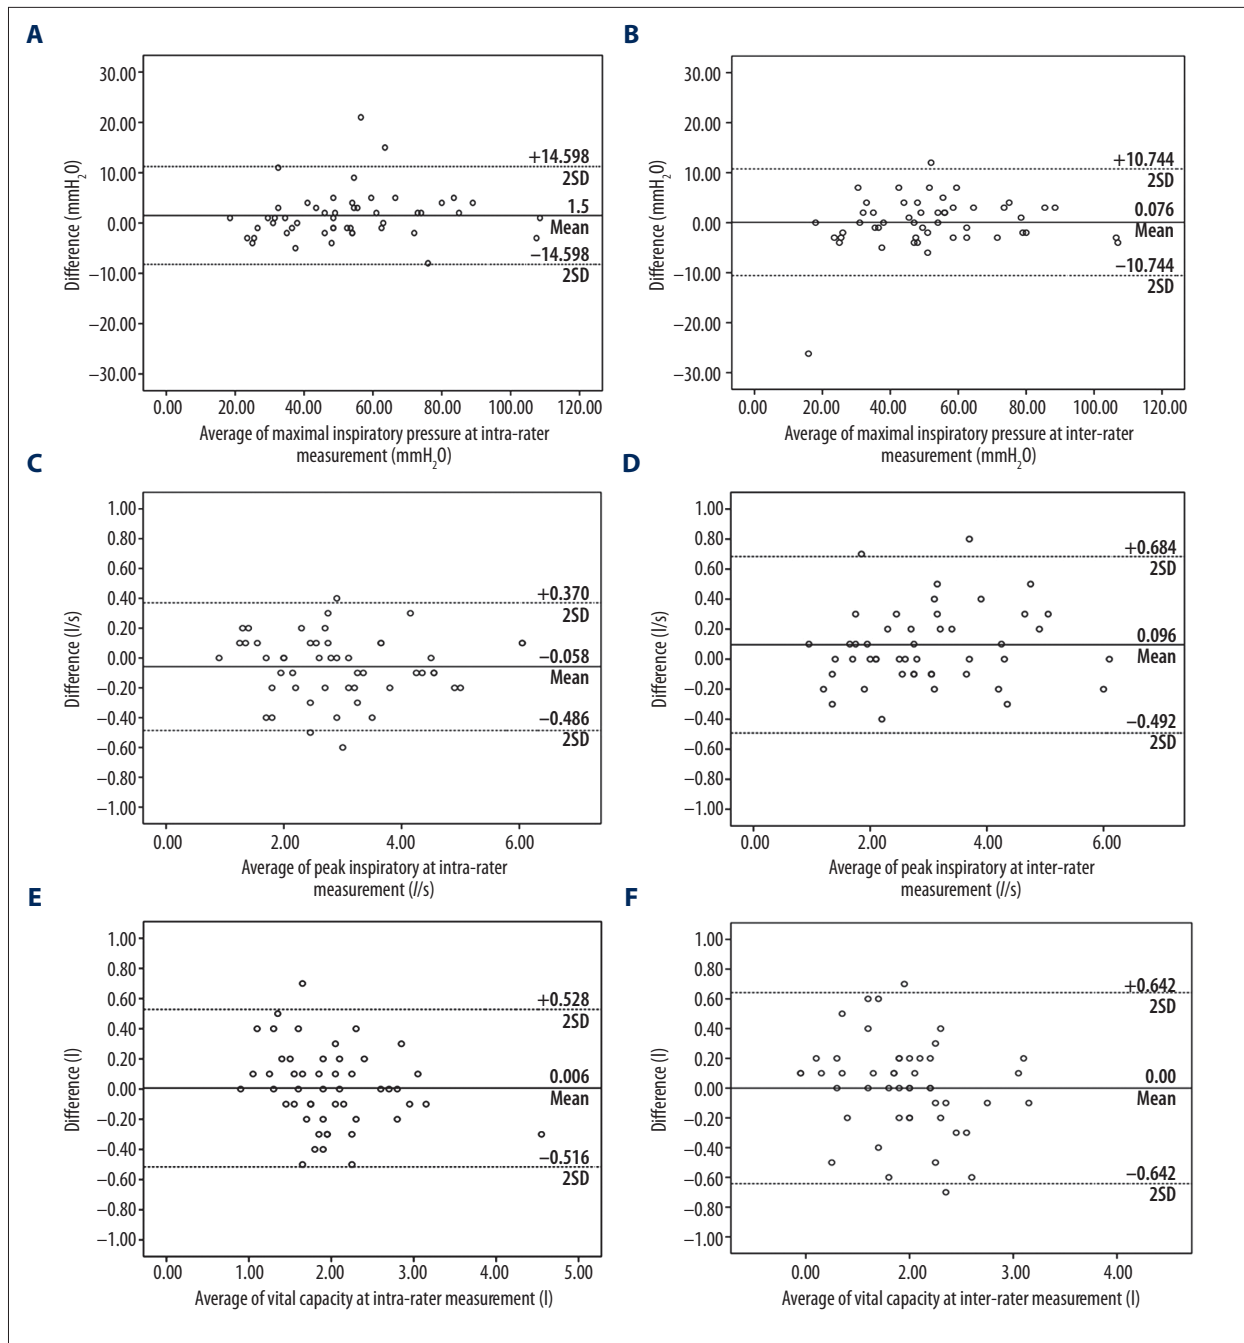 A
30.00
20.00
10.00
0.00
−10.00
−20.00
−30.00
Difference (mmH2O)
+14.598
2SD
1.5
Mean
−14.598
2SD
0.00 20.00 40.00 60.00 80.00 100.00 120.00
Average of maximal inspiratory pressure at intra-rater
measurement (mmH2O)
B
30.00
20.00
10.00
0.00
−10.00
−20.00
−30.00
Difference (mmH2O)
+10.744
2SD
0.076
Mean
−10.744
2SD
0.00 20.00 40.00 60.00 80.00 100.00 120.00
Average of maximal inspiratory pressure at inter-rater
measurement (mmH2O)
C
1.00
0.80
0.60
0.40
0.20
0.00
−0.20
−0.40
−0.60
−0.80
−1.00
Difference (l/s)
+0.370
2SD
−0.058
Mean
−0.486
2SD
0.00 2.00 4.00 6.00
Average of peak inspiratory at intra-rater
measurement (l/s)
D
1.00
0.80
0.60
0.40
0.20
0.00
−0.20
−0.40
−0.60
−0.80
−1.00
Difference (l/s)
+0.684
2SD
0.096
Mean
−0.492
2SD
0.00 2.00 4.00 6.00
Average of peak inspiratory at inter-rater
measurement (l/s)
E
1.00
0.80
0.60
0.40
0.20
0.00
−0.20
−0.40
−0.60
−0.80
−1.00
Difference (l)
+0.528
2SD
0.006
Mean
−0.516
2SD
0.00 1.00 2.00 3.00 4.00 5.00
Average of vital capacity at intra-rater measurement (l)
F
1.00
0.80
0.60
0.40
0.20
0.00
−0.20
−0.40
−0.60
−0.80
−1.00
Difference (l)
+0.642
2SD
0.00
Mean
−0.642
2SD
0.00 2.00 3.00 4.00
Average of vital capacity at inter-rater measurement (l)